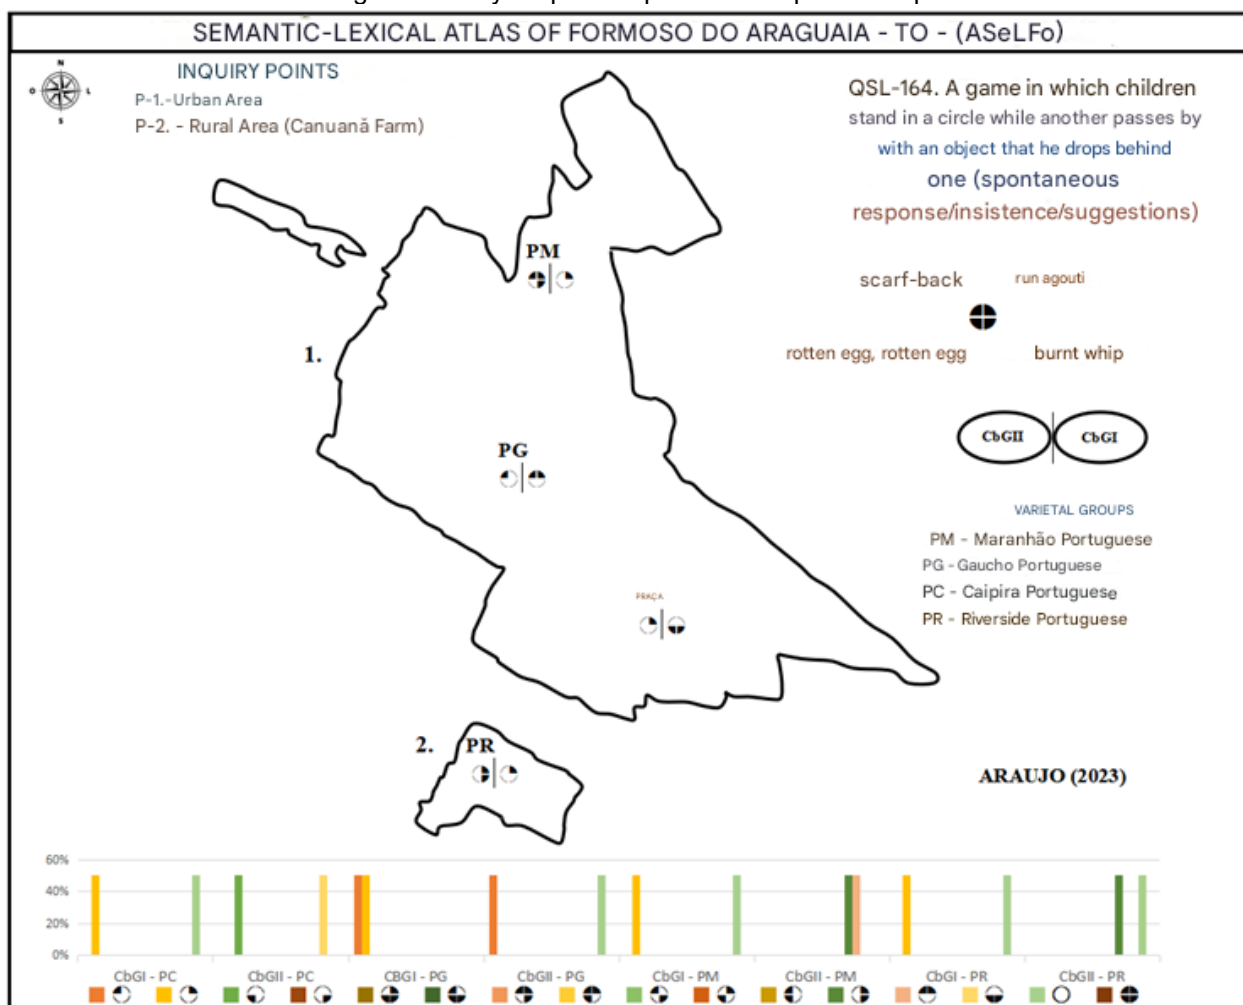 SEMANTIC-LEXICAL ATLAS OF FORMOSO DO ARAGUAIA - TO - (ASeLFo)
N
O L
S
INQUIRY POINTS
P-1.-Urban Area
P-2. - Rural Area (Canuanã Farm)
QSL-164. A game in which children
stand in a circle while another passes by
with an object that he drops behind
one (spontaneous
response/insistence/suggestions)
scarf-back run agouti
rotten egg, rotten egg burnt whip
CbGII CbGI
VARIETAL GROUPS
PM - Maranhão Portuguese
PG - Gaucho Portuguese
PC - Caipira Portuguese
PR - Riverside Portuguese
PM
1.
PG
PRAÇA
2. PR
ARAUJO (2023)
60%
40%
20%
0%
CbGI - PC CbGII - PC CBGI - PG CbGII - PG CbGI - PM CbGII - PM CbGI - PR CbGII - PR